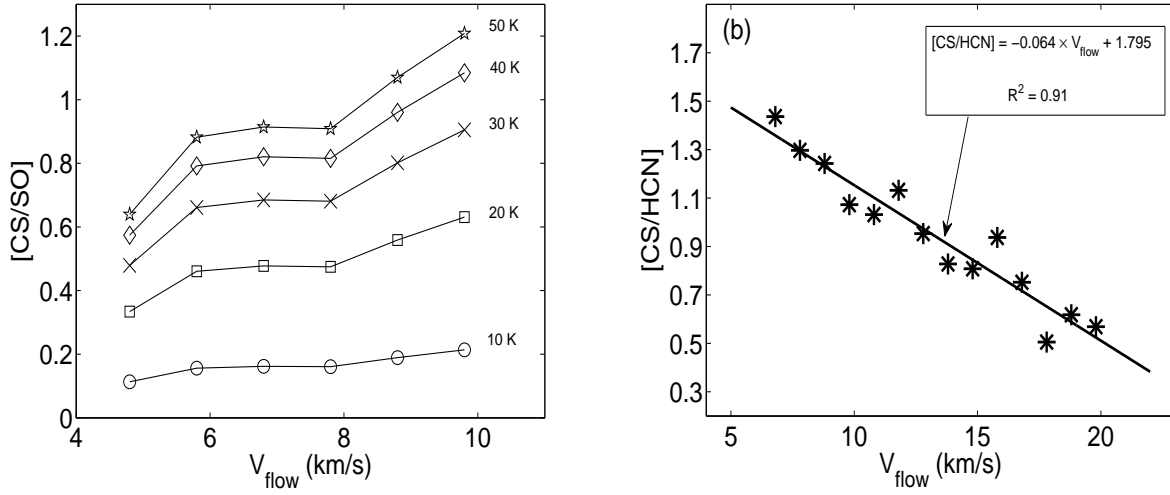 [CS/SO]
1.2
1
0.8
0.6
0.4
0.2
0
4
6
8
10
V_flow (km/s)
50 K
40 K
30 K
20 K
10 K
(b)
[CS/HCN] = −0.064 × V_flow + 1.795
R² = 0.91
[CS/HCN]
1.7
1.5
1.3
1.1
0.9
0.7
0.5
0.3
5
10
15
20
V_flow (km/s)